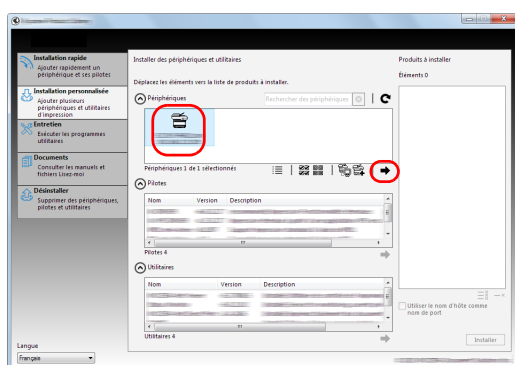 Installation rapide
Ajouter rapidement un
périphérique et ses pilotes
Installation personnalisée
Ajouter plusieurs
périphériques et utilitaires
d'impression
Entretien
Exécuter les programmes
utilitaires
Documents
Consulter les manuels et
fichiers Lisez-moi
Désinstaller
Supprimer des périphériques,
pilotes et utilitaires
Langue
Français
Installer des périphériques et utilitaires
Déplacez les éléments vers la liste de produits à installer.
Périphériques
Rechercher des périphériques
Périphériques 1 de 1 sélectionnés
Pilotes
Nom Version Description
Pilotes 4
Utilitaires
Nom Version Description
Utilitaires 4
Produits à installer
Éléments 0
Utiliser le nom d'hôte comme
nom de port
Installer